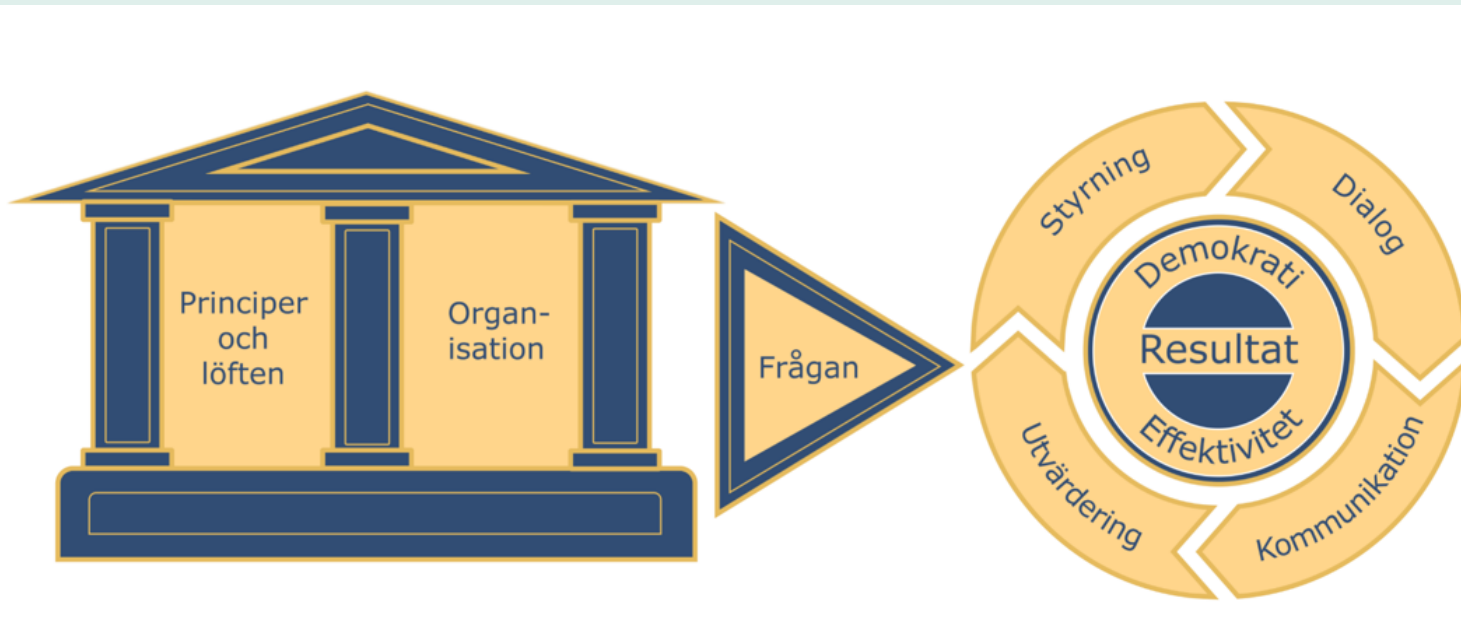 Principer
och
löften
Organ-
isation
Frågan
Styrning
Dialog
Kommunikation
Utvärdering
Demokrati
Resultat
Effektivitet